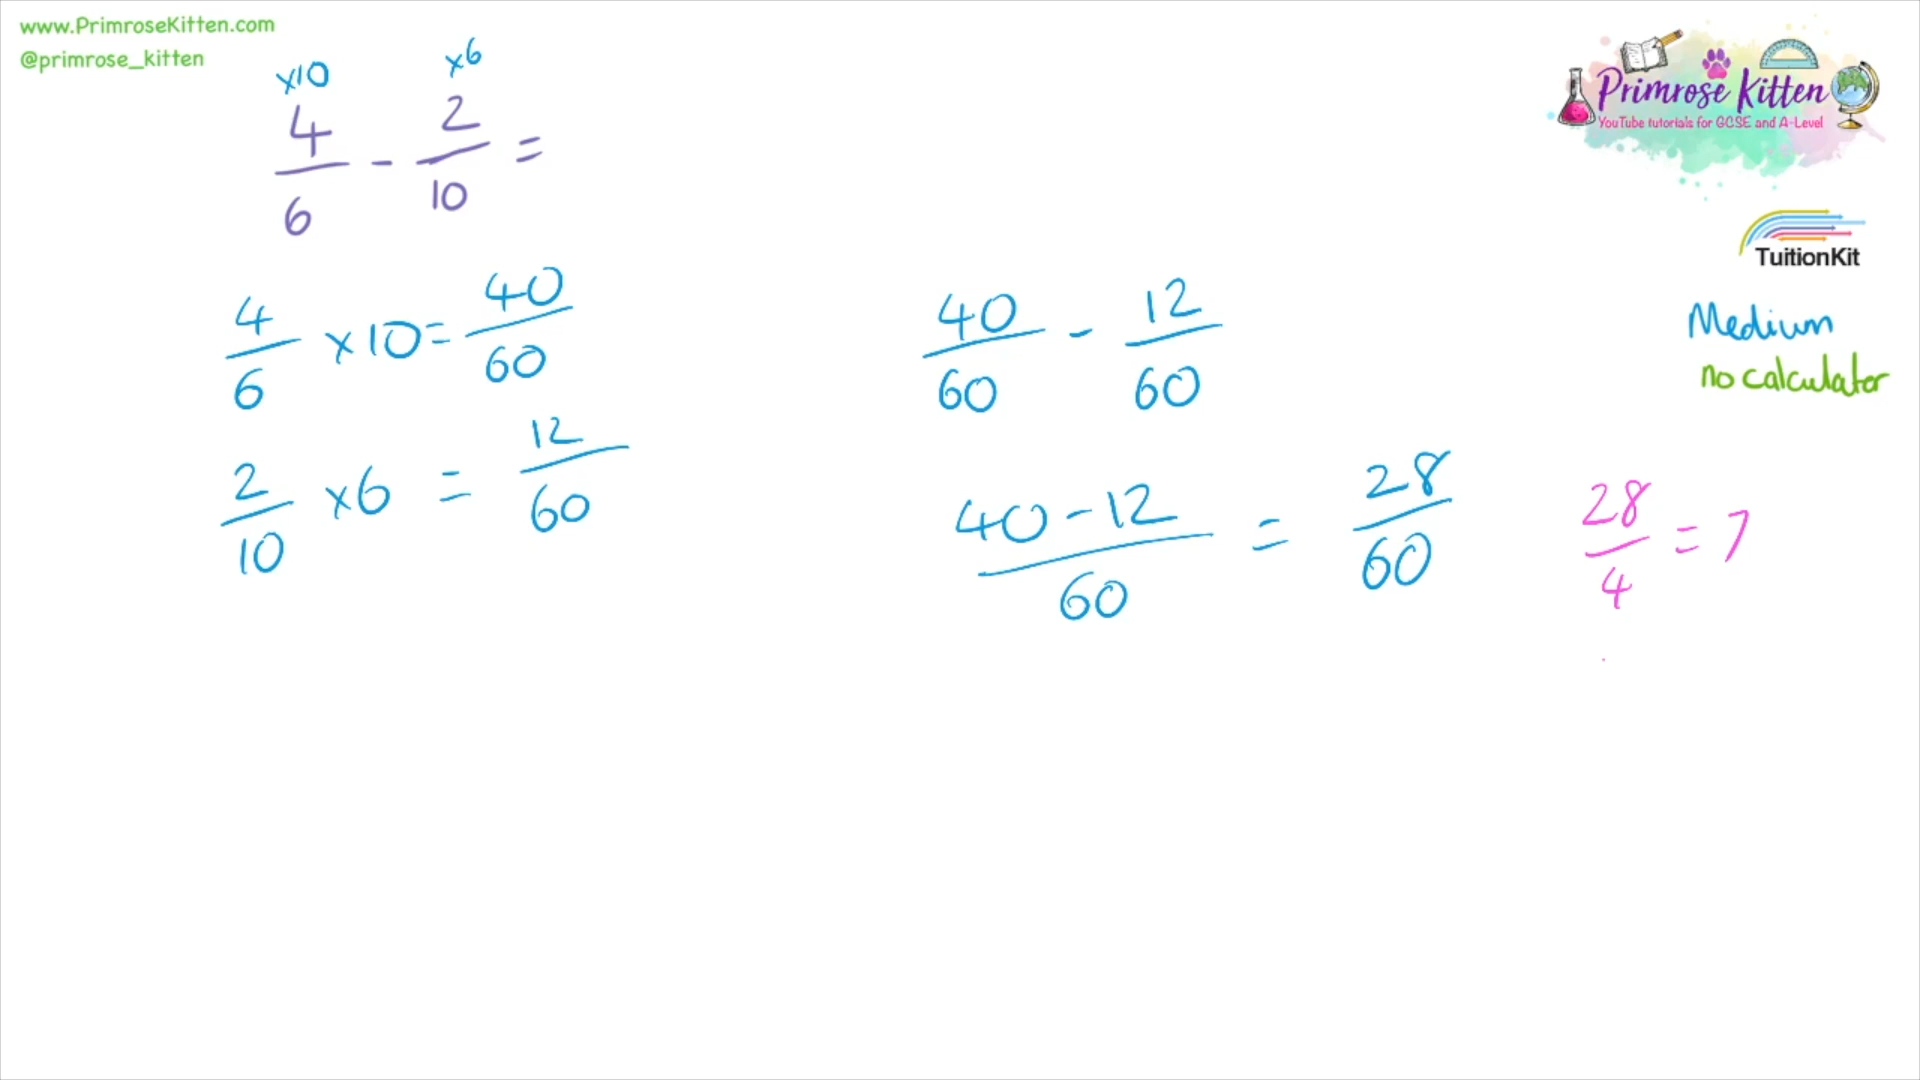 www.PrimroseKitten.com
@primrose_kitten
x10 x6
4/6 - 2/10 =
4/6 x10 = 40/60
2/10 x6 = 12/60
40/60 - 12/60
40-12/60 = 28/60
28/4 = 7
Primrose Kitten
YouTube tutorials for GCSE and A-Level
TuitionKit
Medium
no calculator